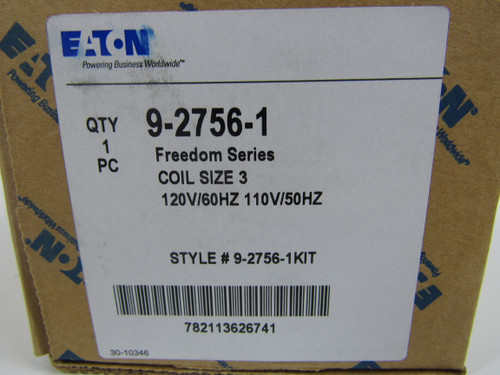 EATON
Powering Business Worldwide™
QTY
1
PC
9-2756-1
Freedom Series
COIL SIZE 3
120V/60HZ 110V/50HZ
STYLE # 9-2756-1KIT
782113626741
30-10346